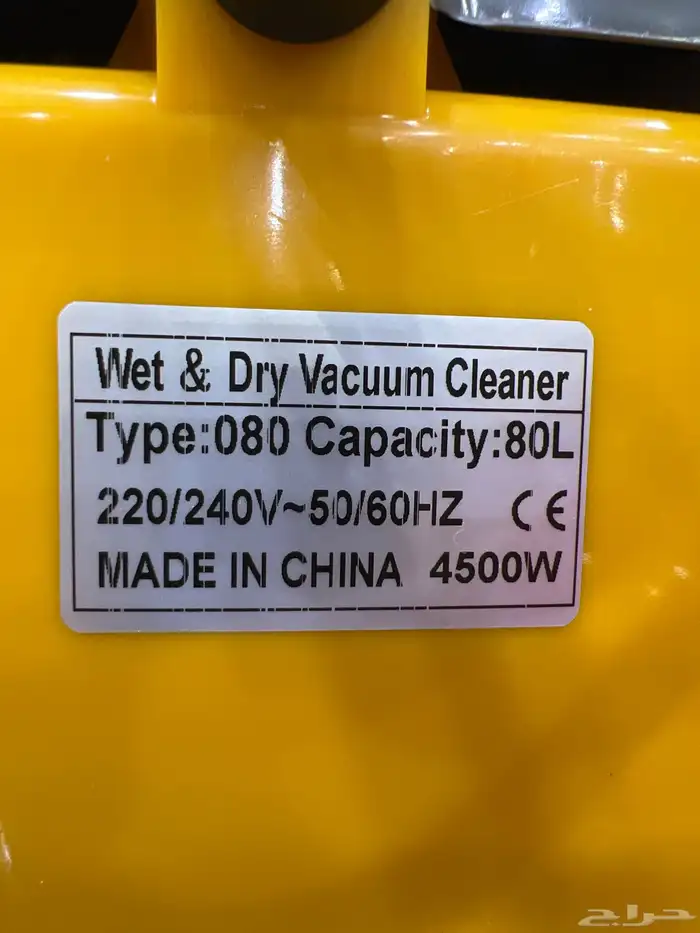 Wet & Dry Vacuum Cleaner
Type:080 Capacity:80L
220/240V~50/60HZ CE
MADE IN CHINA 4500W
حراج